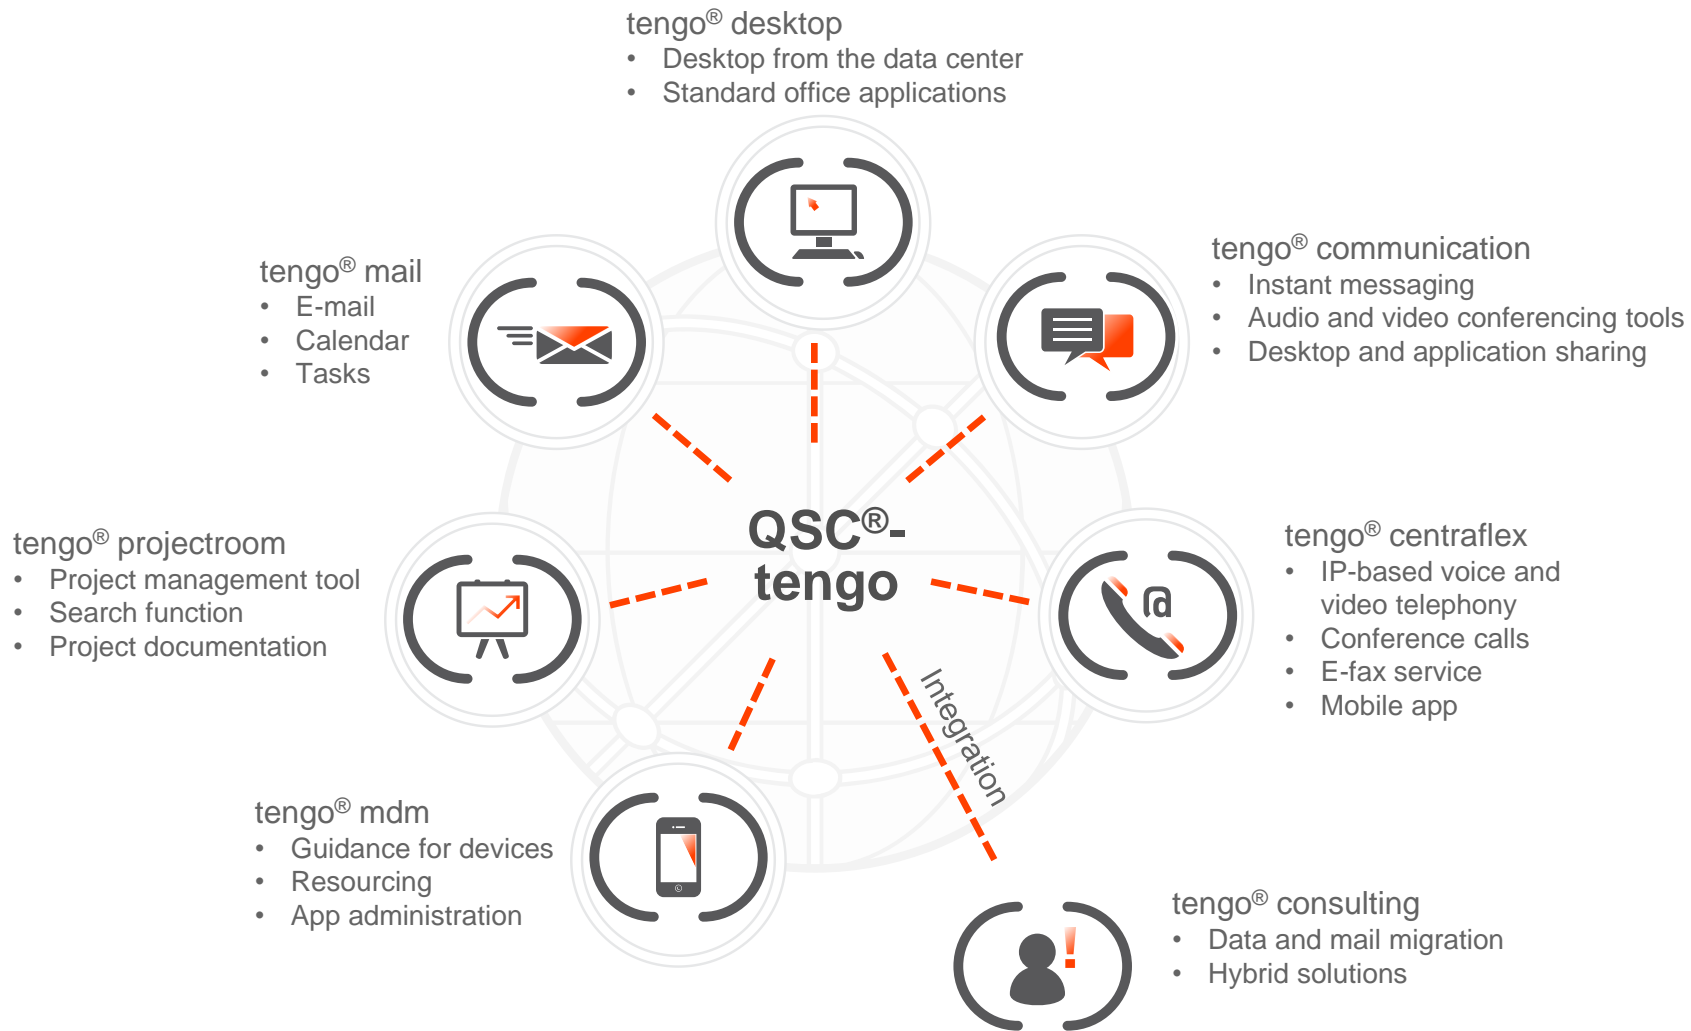 tengo® desktop
• Desktop from the data center
• Standard office applications
tengo® mail
• E-mail
• Calendar
• Tasks
tengo® communication
• Instant messaging
• Audio and video conferencing tools
• Desktop and application sharing
QSC®-
tengo
tengo® projectroom
• Project management tool
• Search function
• Project documentation
tengo® centraflex
• IP-based voice and
video telephony
• Conference calls
• E-fax service
• Mobile app
@
Integration
tengo® mdm
• Guidance for devices
• Resourcing
• App administration
tengo® consulting
• Data and mail migration
• Hybrid solutions
!